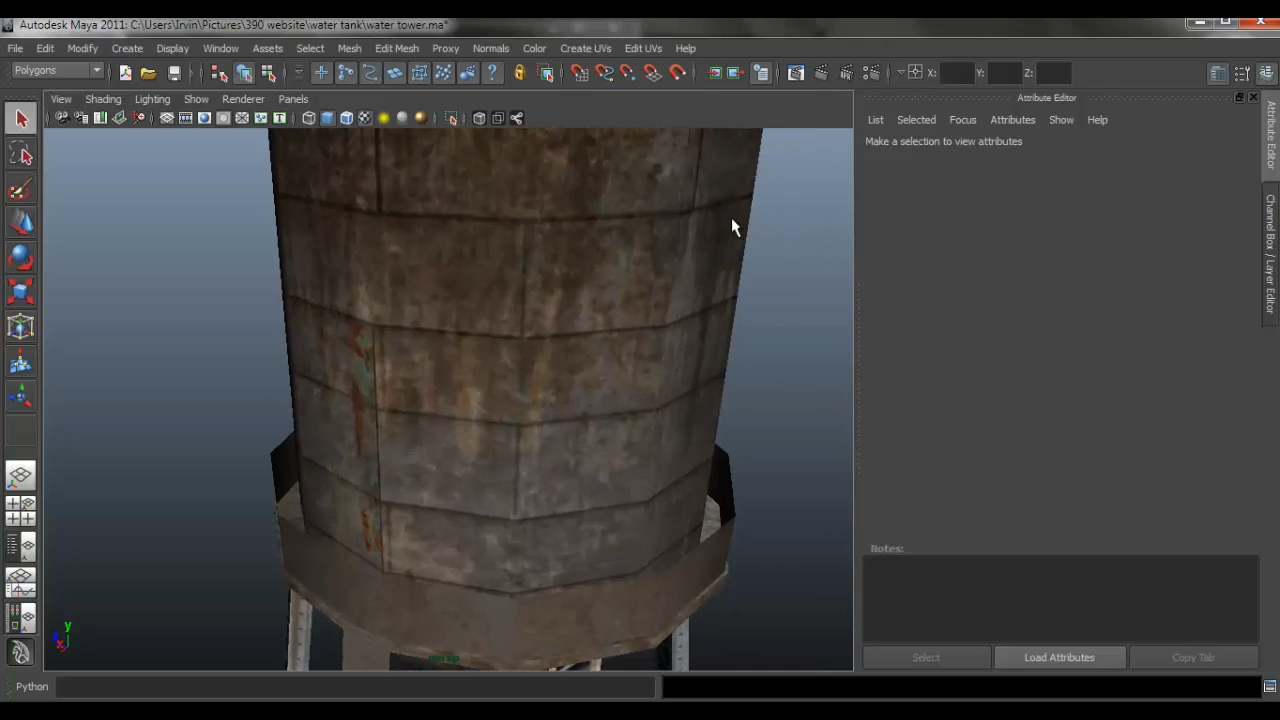 Autodesk Maya 2011: C:\Users\Irvin\Pictures\390 website\water tank\water tower.ma*
File Edit Modify Create Display Window Assets Select Mesh Edit Mesh Proxy Normals Color Create UVs Edit UVs Help
Polygons X: Y: Z:
View Shading Lighting Show Renderer Panels
Attribute Editor
List Selected Focus Attributes Show Help
Make a selection to view attributes
Attribute Editor
Channel Box / Layer Editor
Notes:
y
x
Select Load Attributes Copy Tab
Python